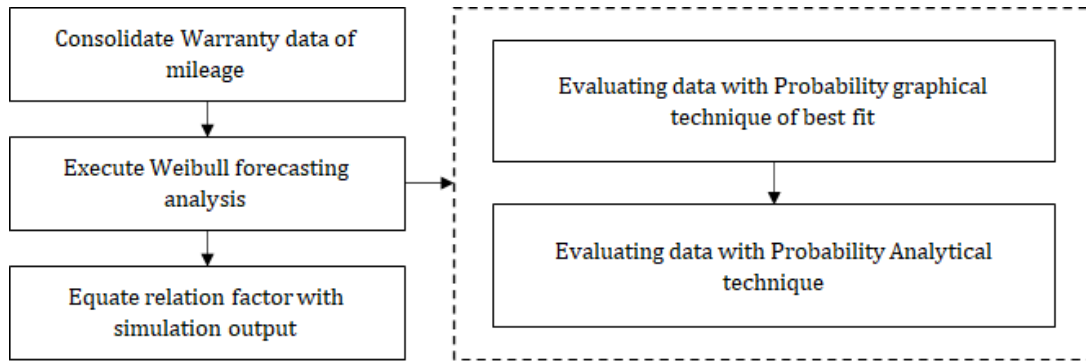 Consolidate Warranty data of
mileage
Execute Weibull forecasting
analysis
Equate relation factor with
simulation output
Evaluating data with Probability graphical
technique of best fit
Evaluating data with Probability Analytical
technique